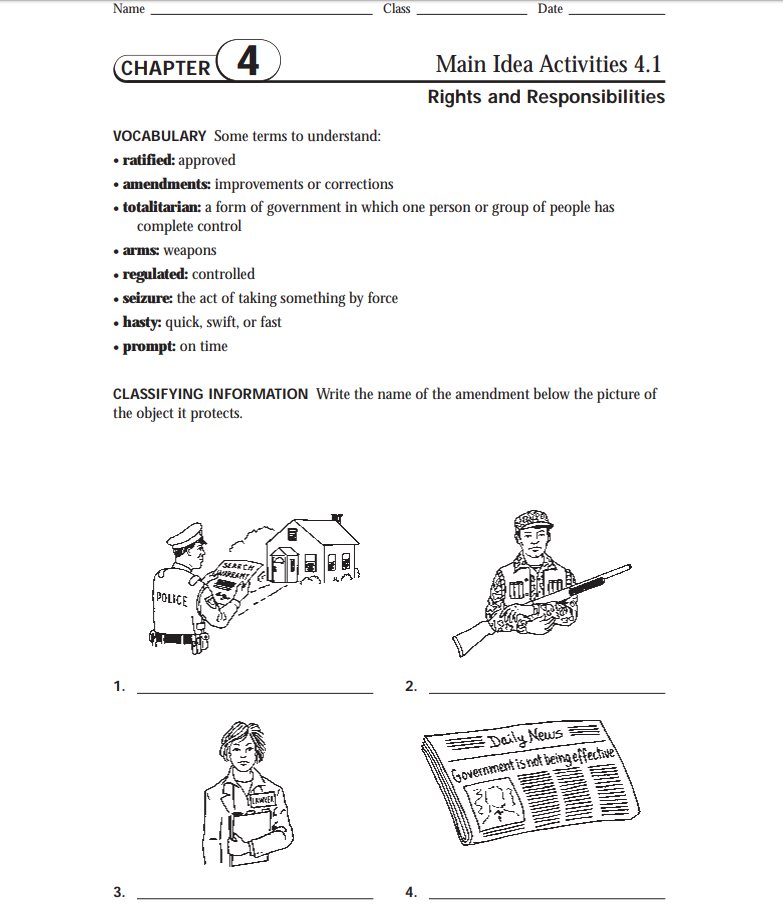 Name Class Date
CHAPTER 4
Main Idea Activities 4.1
Rights and Responsibilities
VOCABULARY Some terms to understand:
• ratified: approved
• amendments: improvements or corrections
• totalitarian: a form of government in which one person or group of people has
complete control
• arms: weapons
• regulated: controlled
• seizure: the act of taking something by force
• hasty: quick, swift, or fast
• prompt: on time
CLASSIFYING INFORMATION Write the name of the amendment below the picture of
the object it protects.
SEARCH
WARRANT
POLICE
1.
2.
LAWYER
Daily News
Government is not being effective
3.
4.